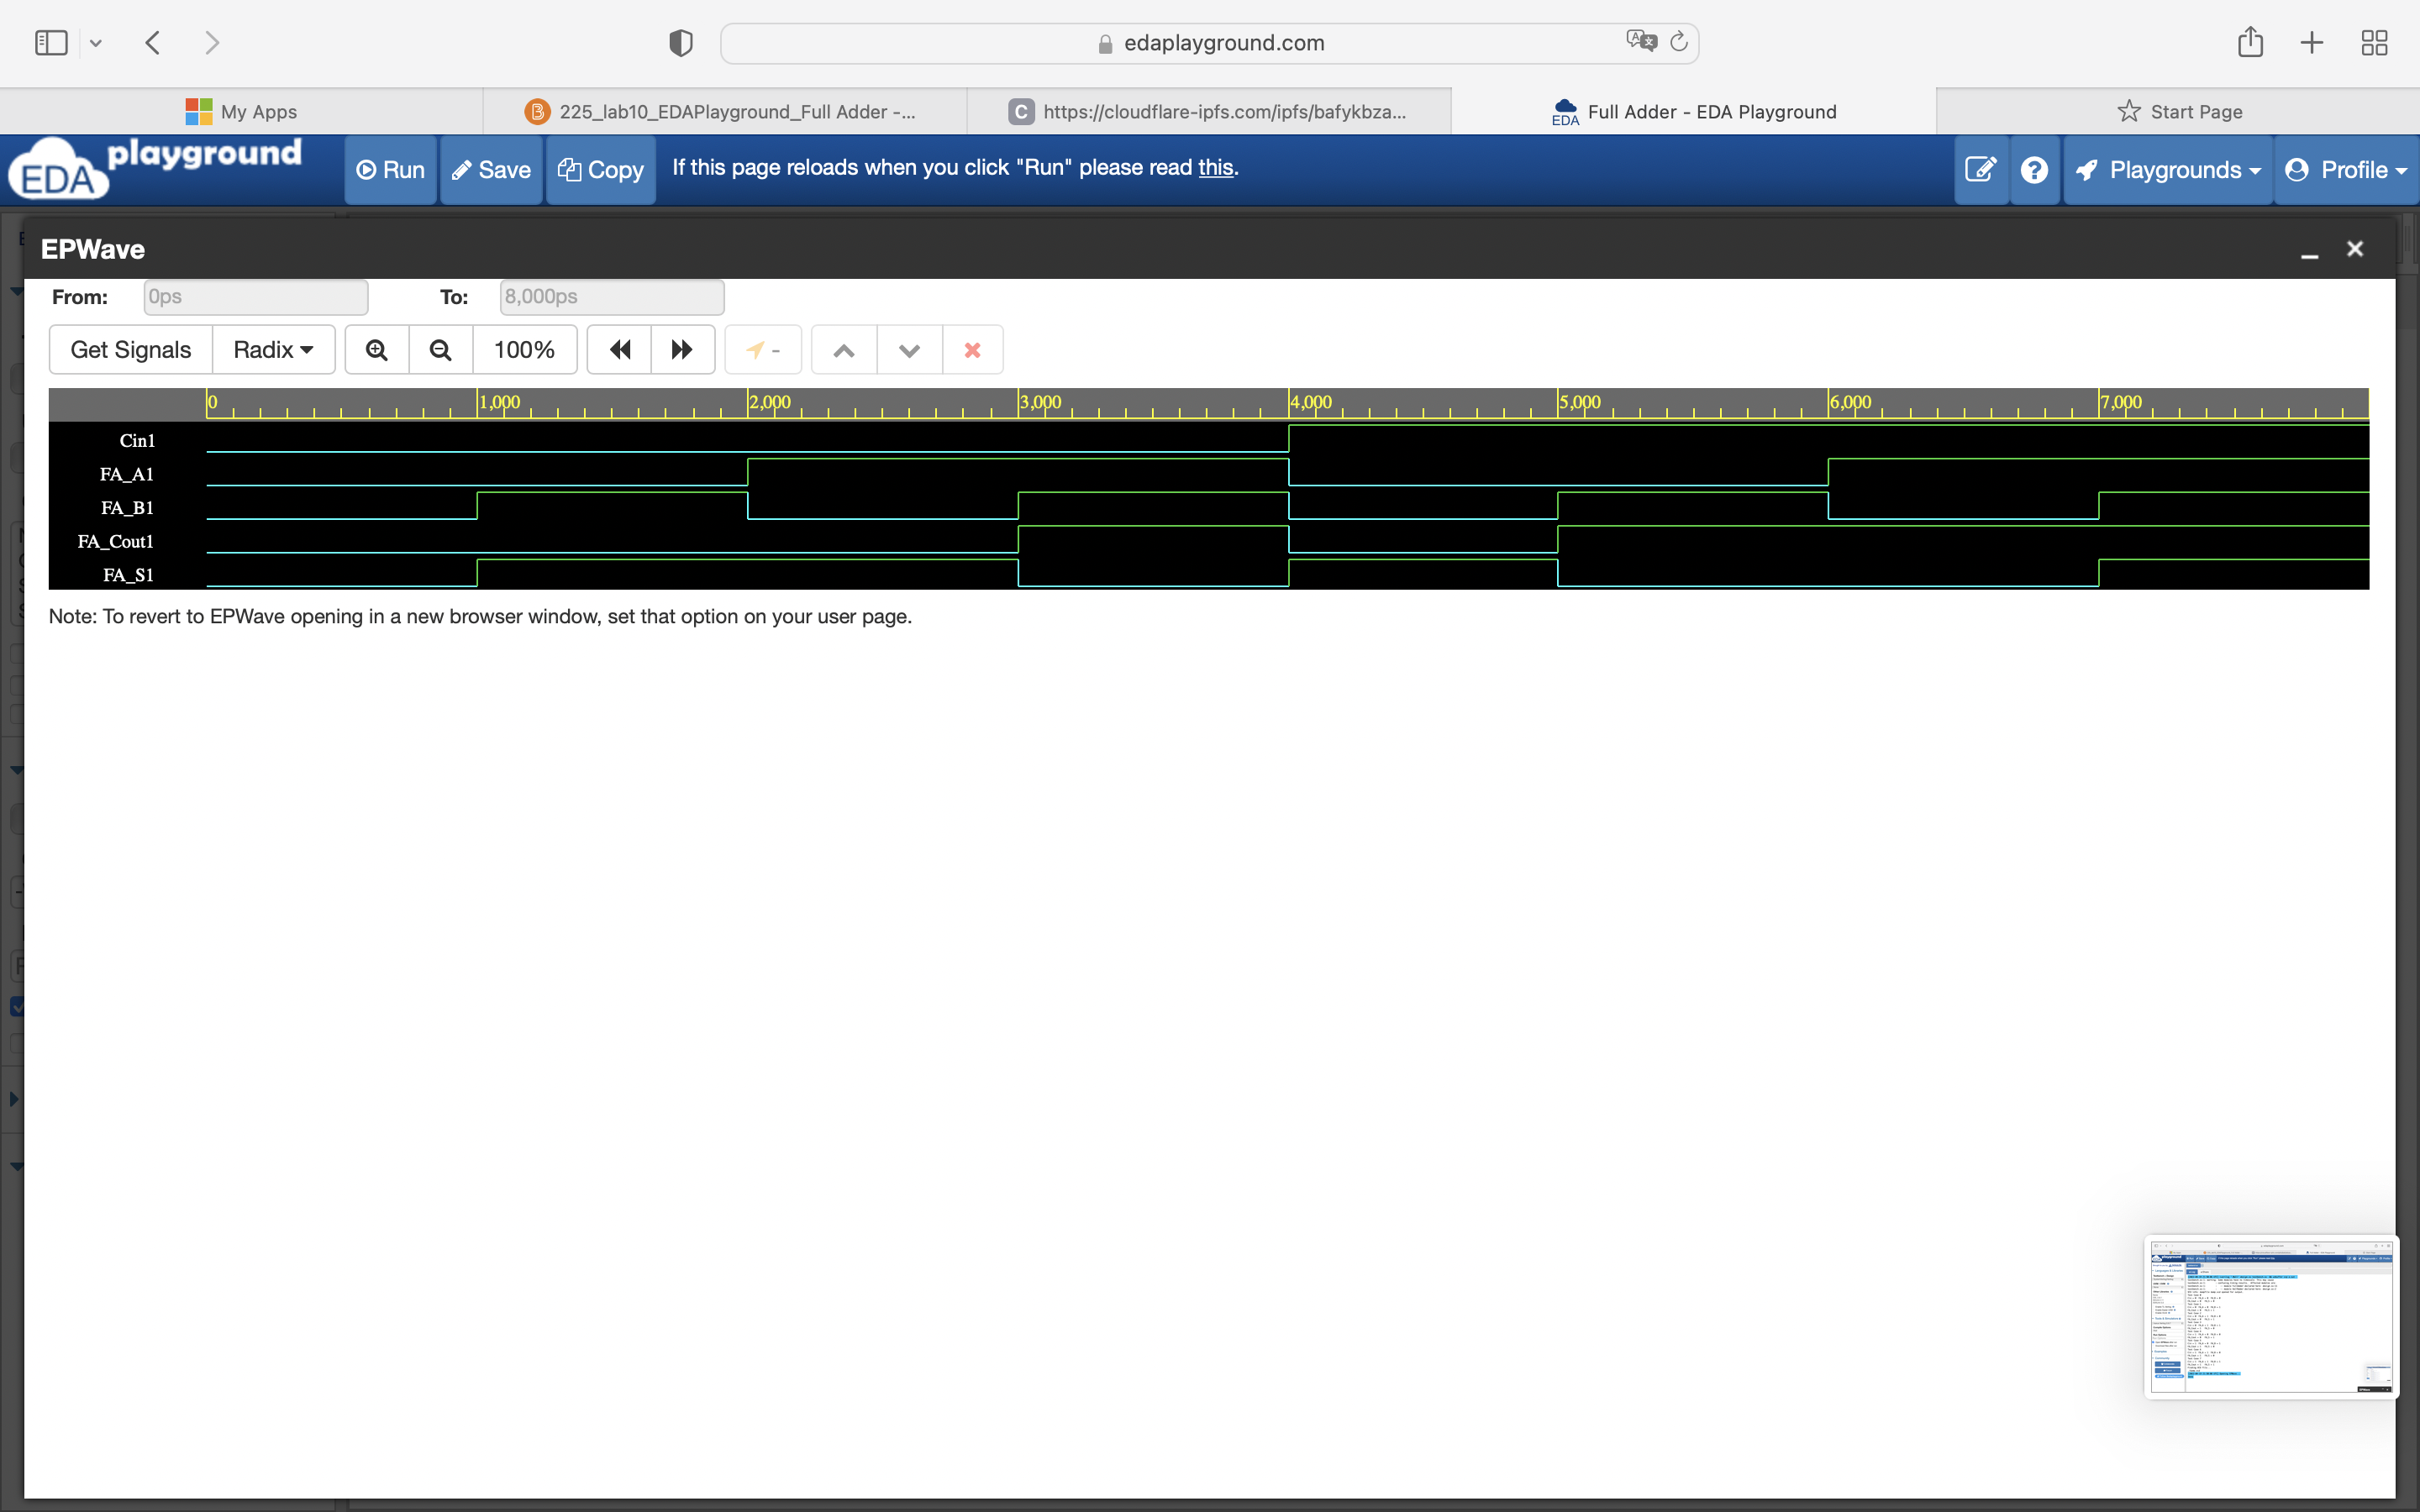 edaplayground.com
My Apps
225_lab10_EDAPlayground_Full Adder -...
C https://cloudflare-ipfs.com/ipfs/bafykbza...
EDA Full Adder - EDA Playground
Start Page
EDA playground
Run Save Copy If this page reloads when you click "Run" please read this. Playgrounds Profile
EPWave
From: 0ps To: 8,000ps
Get Signals Radix 100% -
0 1,000 2,000 3,000 4,000 5,000 6,000 7,000
Cin1
FA_A1
FA_B1
FA_Cout1
FA_S1
Note: To revert to EPWave opening in a new browser window, set that option on your user page.